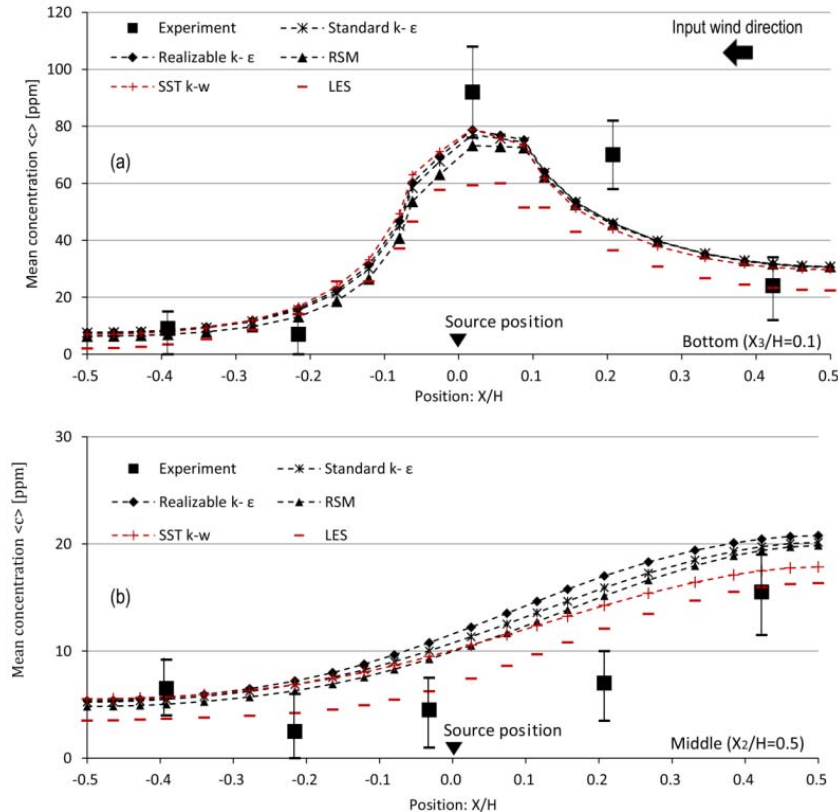 Experiment
Standard k- ε
Realizable k- ε
RSM
SST k-w
LES
Input wind direction
(a)
Mean concentration <c> [ppm]
120
100
80
60
40
20
0
Source position
Bottom (X3/H=0.1)
-0.5 -0.4 -0.3 -0.2 -0.1 0.0 0.1 0.2 0.3 0.4 0.5
Position: X/H
Experiment
Standard k- ε
Realizable k- ε
RSM
SST k-w
LES
(b)
Mean concentration <c> [ppm]
30
20
10
0
Source position
Middle (X2/H=0.5)
-0.5 -0.4 -0.3 -0.2 -0.1 0.0 0.1 0.2 0.3 0.4 0.5
Position: X/H